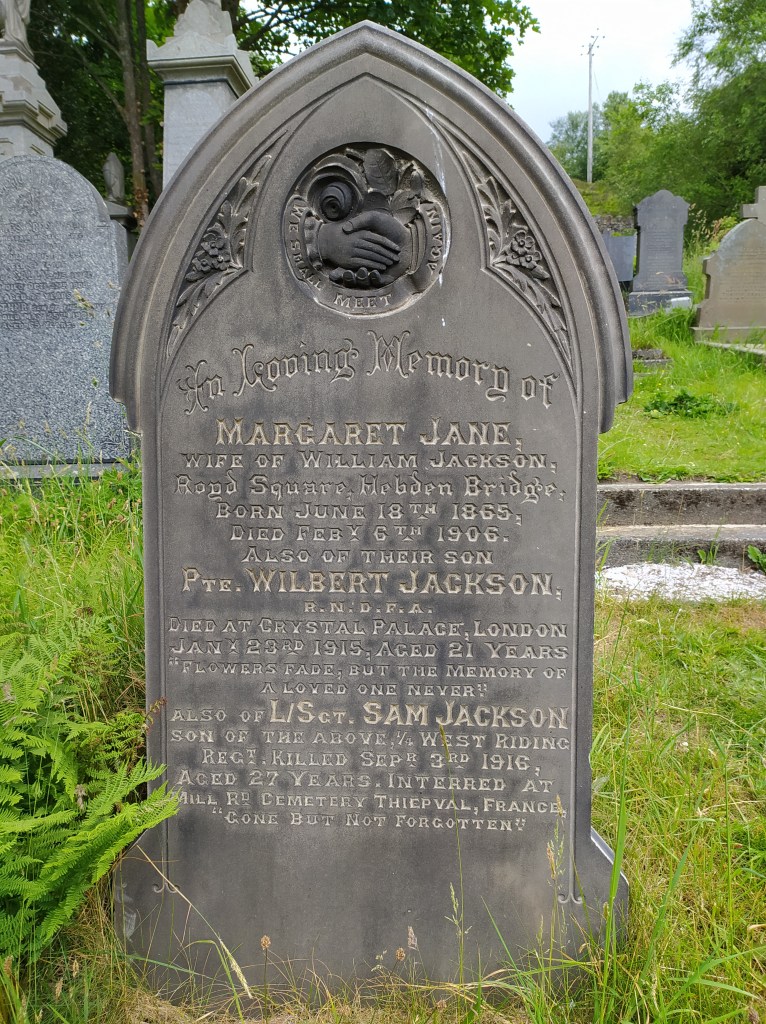 WE SHALL MEET AGAIN
In Loving Memory of
MARGARET JANE,
WIFE OF WILLIAM JACKSON,
Royd Square, Hebden Bridge:
BORN JUNE 18TH 1865,
DIED FEBY 6TH 1906.
ALSO OF THEIR SON
PTE. WILBERT JACKSON,
R.N.D.F.A.
DIED AT CRYSTAL PALACE, LONDON
JANY 23RD 1915, AGED 21 YEARS
"FLOWERS FADE, BUT THE MEMORY OF
A LOVED ONE NEVER"
ALSO OF L/SGT. SAM JACKSON
SON OF THE ABOVE, ¼ WEST RIDING
REGT. KILLED SEPR 3RD 1916,
AGED 27 YEARS. INTERRED AT
MILL RD CEMETERY THIEPVAL, FRANCE,
"GONE BUT NOT FORGOTTEN"